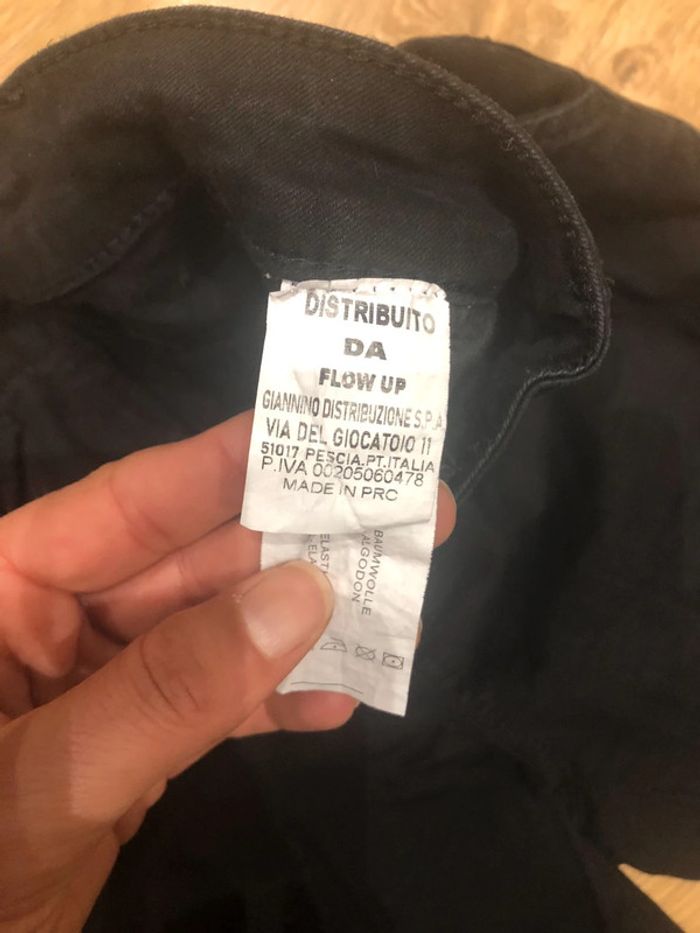 DISTRIBUITO
DA
FLOW UP
GIANNINO DISTRIBUZIONE S.P.A
VIA DEL GIOCATOIO 11
51017 PESCIA.PT.ITALIA
P.IVA 00205060478
MADE IN PRC
BAUMWOLLE
ALGODON